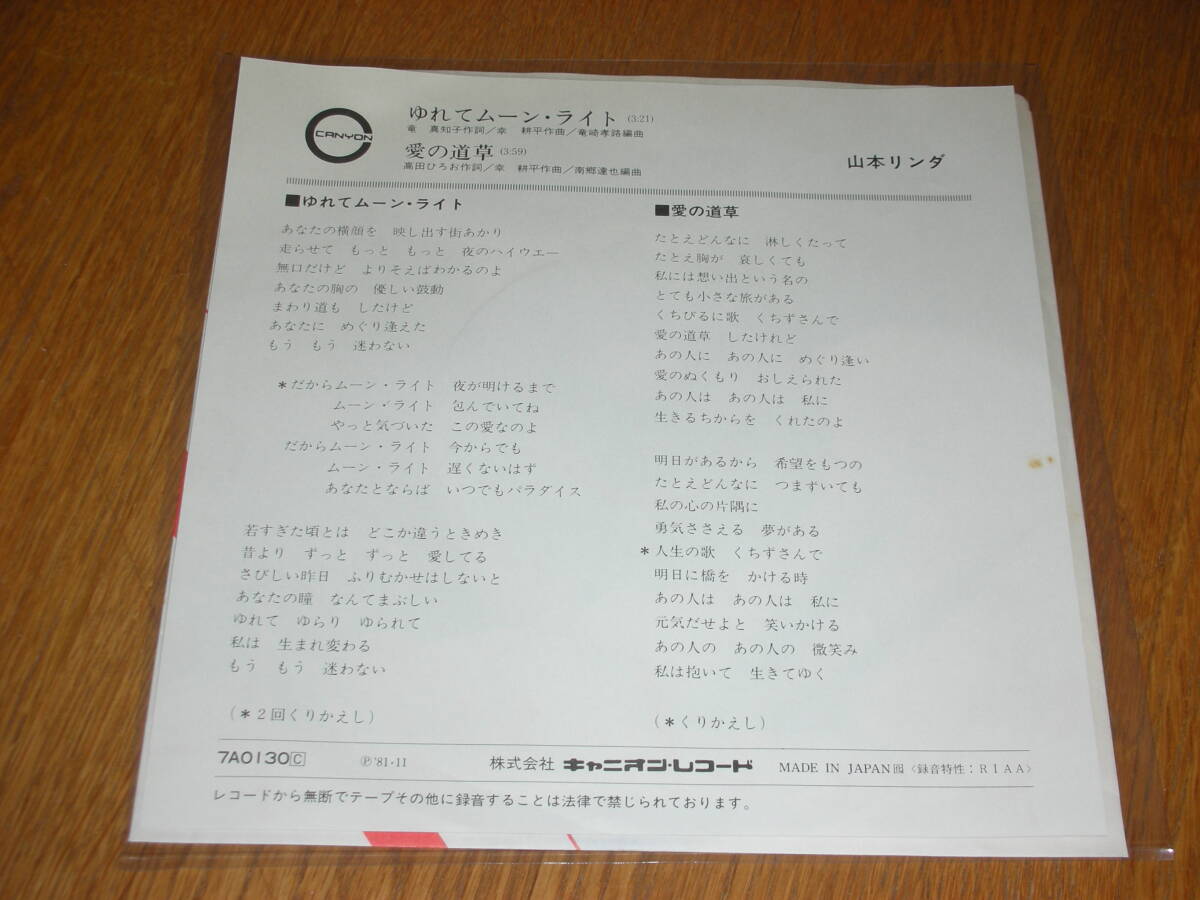 CANYON
ゆれてムーン・ライト (3:21)
竜 真知子作詞／幸 耕平作曲／竜崎孝路編曲
愛の道草 (3:59)
高田ひろお作詞／幸 耕平作曲／南郷達也編曲
山本リンダ
■ゆれてムーン・ライト
あなたの横顔を 映し出す街あかり
走らせて もっと もっと 夜のハイウエー
無口だけど よりそえばわかるのよ
あなたの胸の 優しい鼓動
まわり道も したけど
あなたに めぐり逢えた
もう もう 迷わない
＊だからムーン・ライト 夜が明けるまで
ムーン・ライト 包んでいてね
やっと気づいた この愛なのよ
だからムーン・ライト 今からでも
ムーン・ライト 遅くないはず
あなたとならば いつでもパラダイス
若すぎた頃とは どこか違うときめき
昔より ずっと ずっと 愛してる
さびしい昨日 ふりむかせはしないと
あなたの瞳 なんてまぶしい
ゆれて ゆらり ゆられて
私は 生まれ変わる
もう もう 迷わない
(＊2回くりかえし)
■愛の道草
たとえどんなに 淋しくたって
たとえ胸が 哀しくても
私には想い出という名の
とても小さな旅がある
くちびるに歌 くちずさんで
愛の道草 したけれど
あの人に あの人に めぐり逢い
愛のぬくもり おしえられた
あの人は あの人は 私に
生きるちからを くれたのよ
明日があるから 希望をもつの
たとえどんなに つまずいても
私の心の片隅に
勇気ささえる 夢がある
＊人生の歌 くちずさんで
明日に橋を かける時
あの人は あの人は 私に
元気だせよと 笑いかける
あの人の あの人の 微笑み
私は抱いて 生きてゆく
(＊くりかえし)
7A0130 C ℗'81・11 株式会社 キャニオン・レコード MADE IN JAPAN 〈録音特性：RIAA〉
レコードから無断でテープその他に録音することは法律で禁じられております。